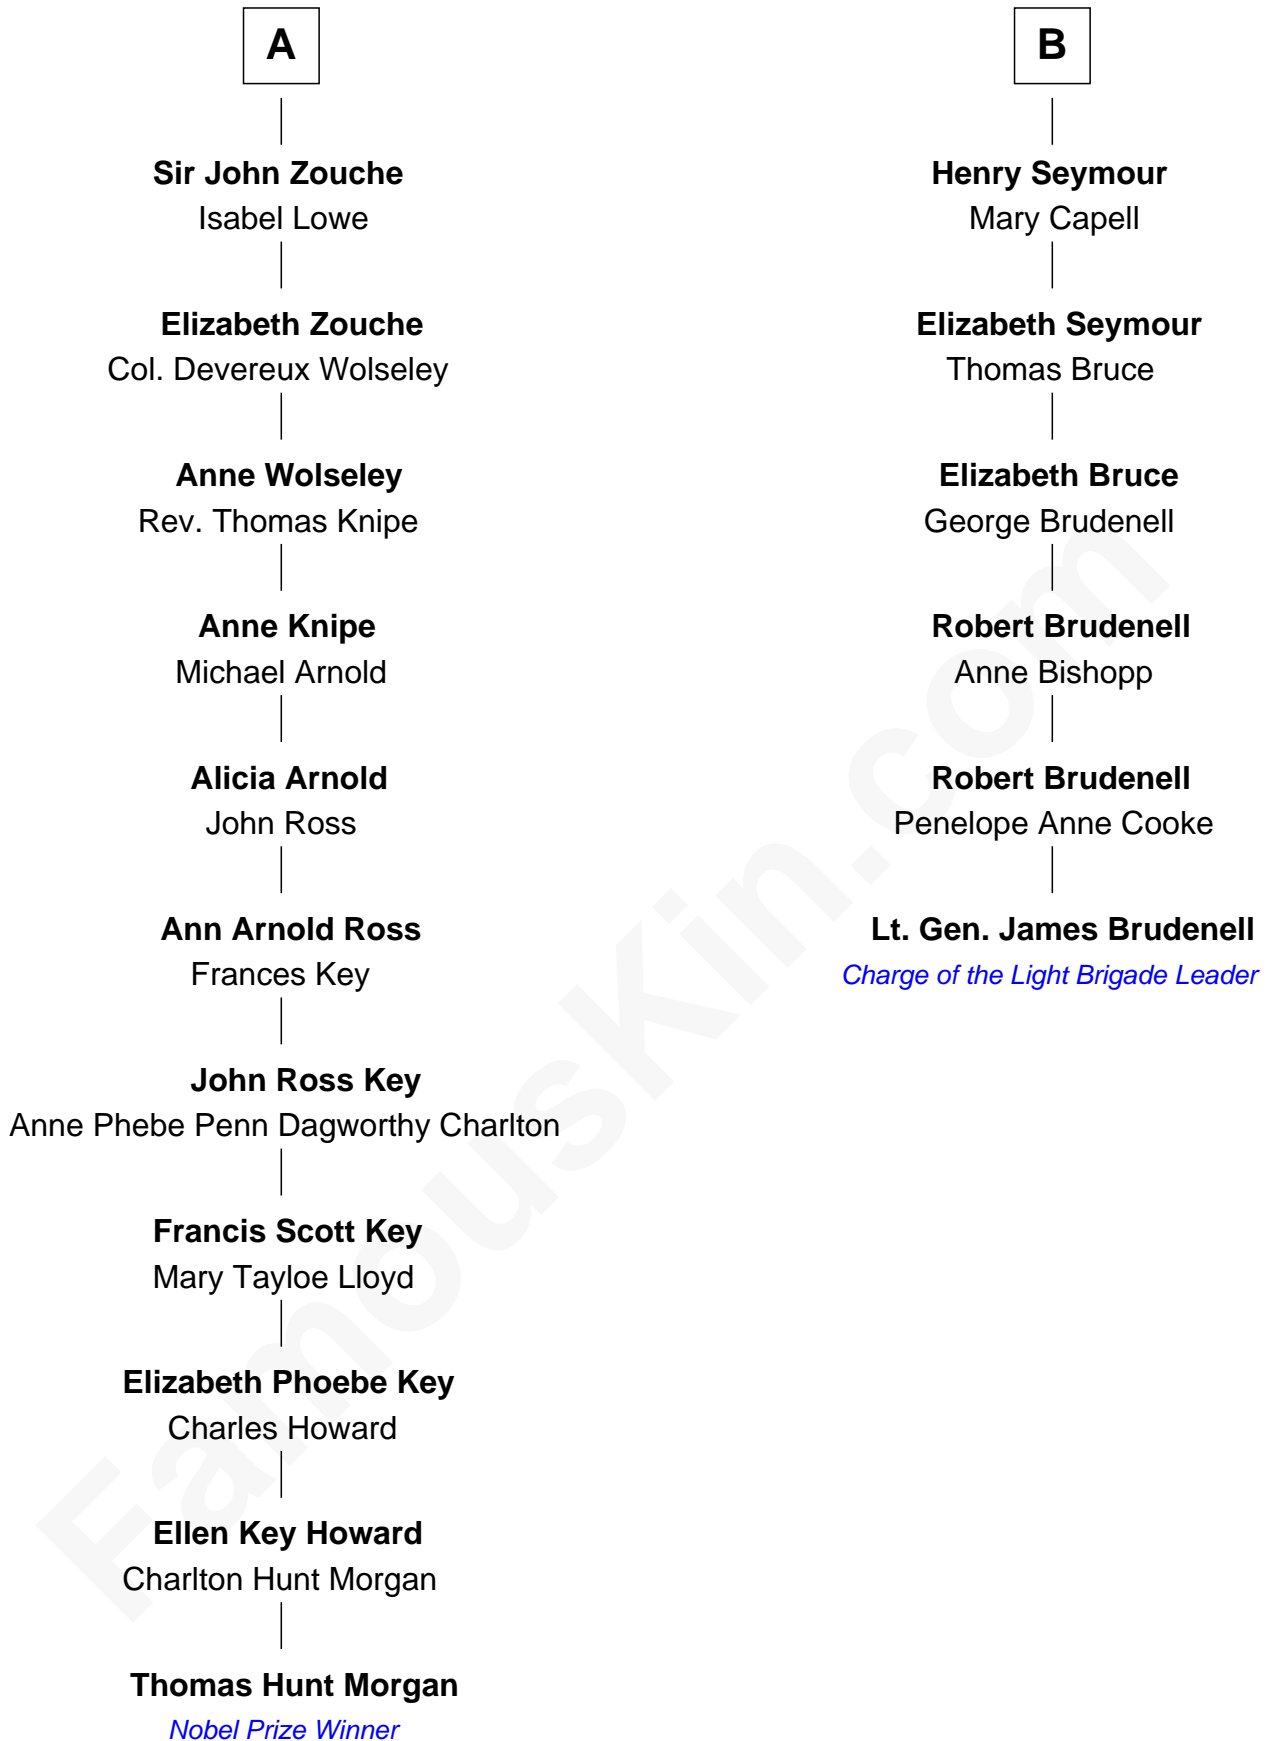 A
Sir John Zouche
Isabel Lowe
Elizabeth Zouche
Col. Devereux Wolseley
Anne Wolseley
Rev. Thomas Knipe
Anne Knipe
Michael Arnold
Alicia Arnold
John Ross
Ann Arnold Ross
Frances Key
John Ross Key
Anne Phebe Penn Dagworthy Charlton
Francis Scott Key
Mary Tayloe Lloyd
Elizabeth Phoebe Key
Charles Howard
Ellen Key Howard
Charlton Hunt Morgan
Thomas Hunt Morgan
Nobel Prize Winner
B
Henry Seymour
Mary Capell
Elizabeth Seymour
Thomas Bruce
Elizabeth Bruce
George Brudenell
Robert Brudenell
Anne Bishopp
Robert Brudenell
Penelope Anne Cooke
Lt. Gen. James Brudenell
Charge of the Light Brigade Leader
FamousKin.com